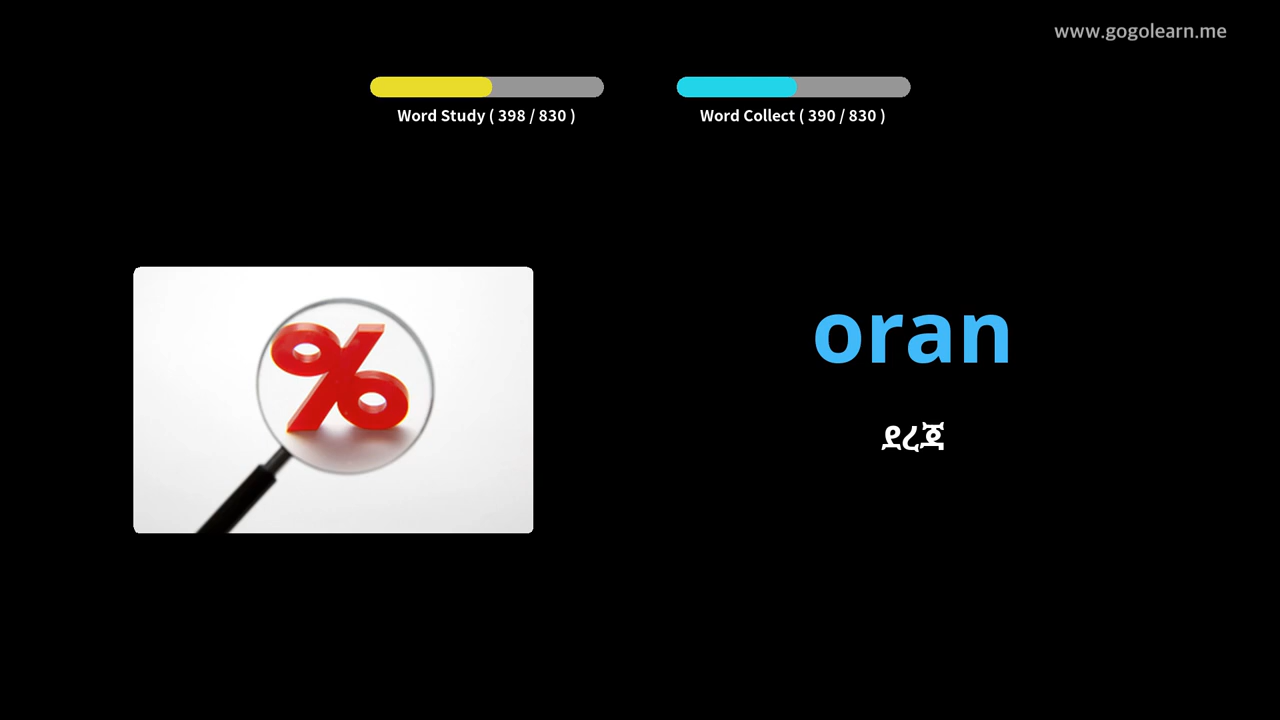 www.gogolearn.me
Word Study ( 398 / 830 )
Word Collect ( 390 / 830 )
%
oran
ደረጃ